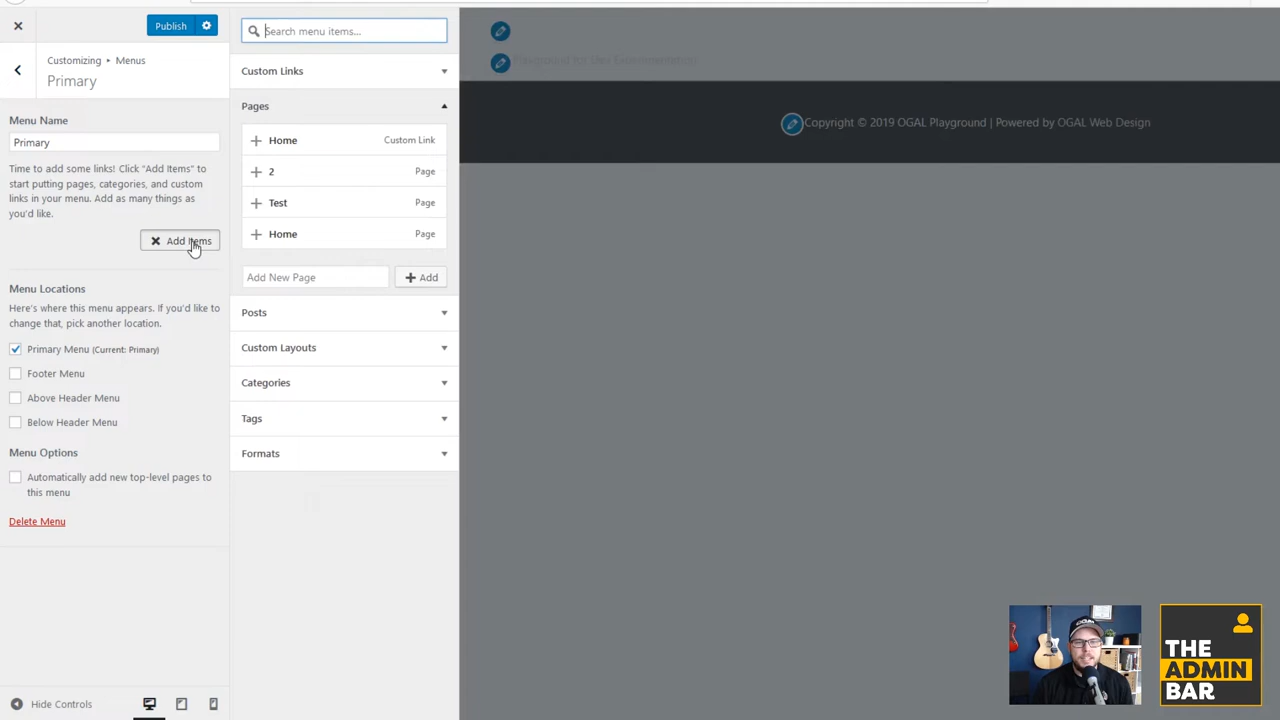 Publish
Search menu items...
Customizing ▸ Menus
Primary
Custom Links
Pages
Menu Name
Primary
Time to add some links! Click "Add Items" to
start putting pages, categories, and custom
links in your menu. Add as many things as
you'd like.
Add Items
Home Custom Link
2 Page
Test Page
Home Page
Add New Page
Add
Menu Locations
Here's where this menu appears. If you'd like to
change that, pick another location.
Primary Menu (Current: Primary)
Footer Menu
Above Header Menu
Below Header Menu
Menu Options
Automatically add new top-level pages to
this menu
Delete Menu
Posts
Custom Layouts
Categories
Tags
Formats
Hide Controls
Playground for User Experimentation
Copyright © 2019 OGAL Playground | Powered by OGAL Web Design
OGAL
THE
ADMIN
BAR